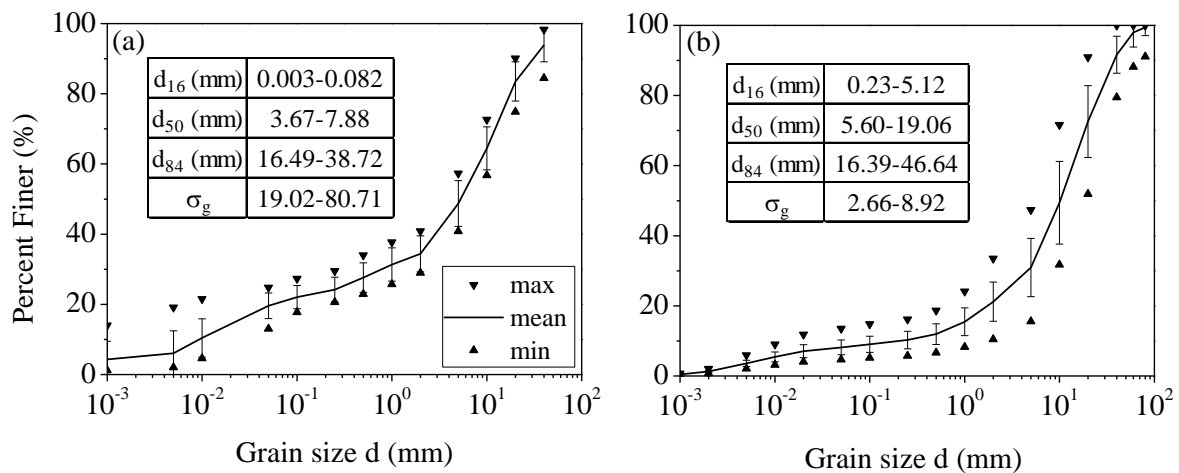 (a)
d16 (mm) 0.003-0.082
d50 (mm) 3.67-7.88
d84 (mm) 16.49-38.72
σg 19.02-80.71
max
mean
min
100
80
60
40
20
0
Percent Finer (%)
10-3 10-2 10-1 100 101 102
Grain size d (mm)
(b)
d16 (mm) 0.23-5.12
d50 (mm) 5.60-19.06
d84 (mm) 16.39-46.64
σg 2.66-8.92
100
80
60
40
20
0
10-3 10-2 10-1 100 101 102
Grain size d (mm)